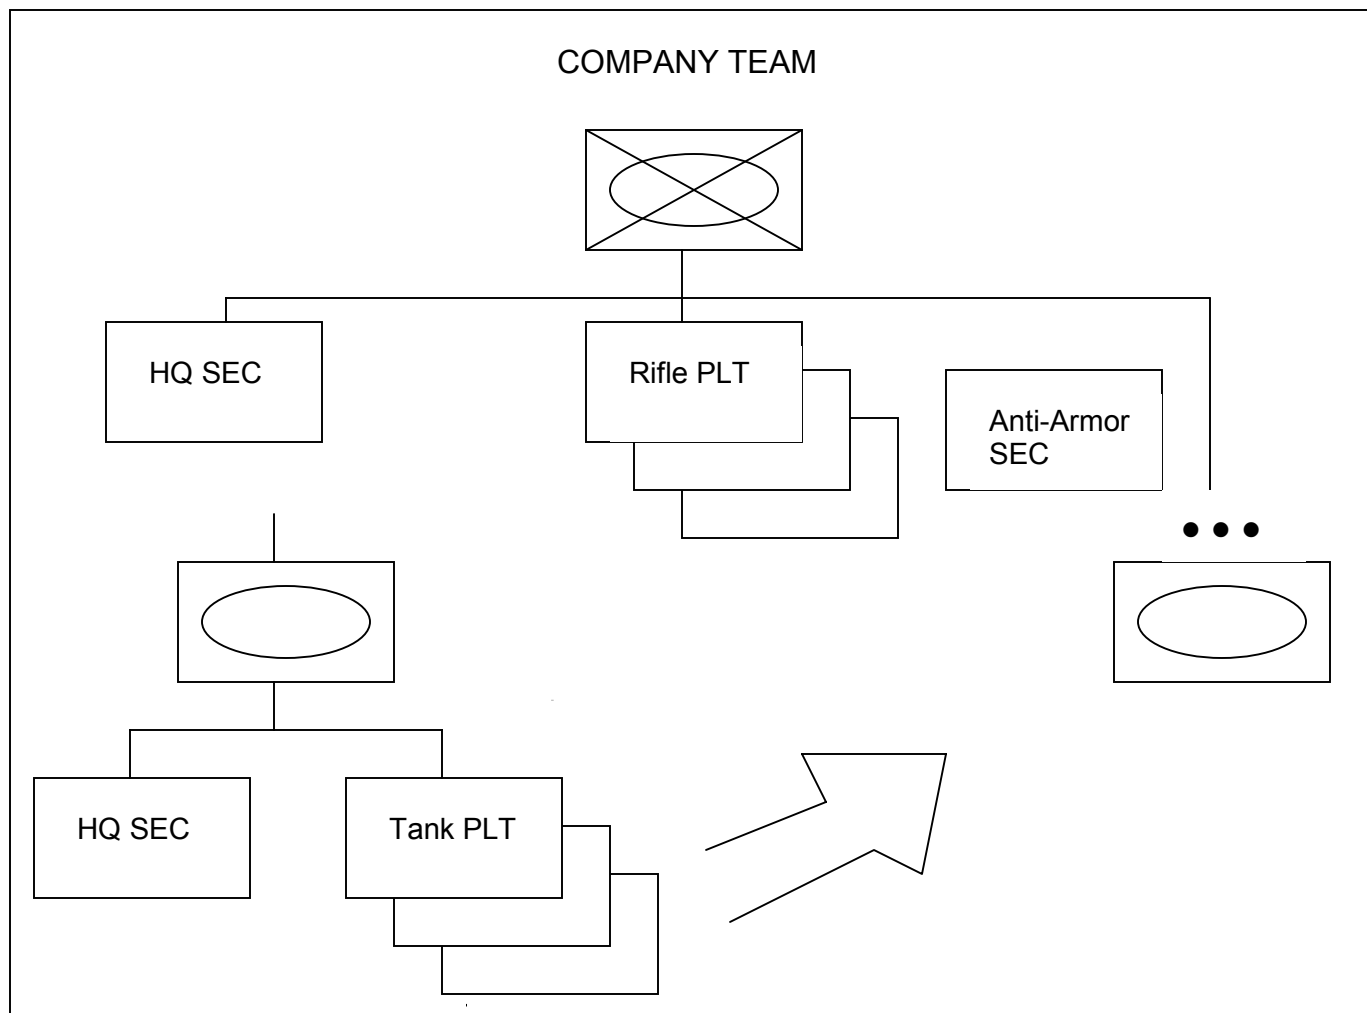 COMPANY TEAM
HQ SEC
Rifle PLT
Anti-Armor
SEC
HQ SEC
Tank PLT